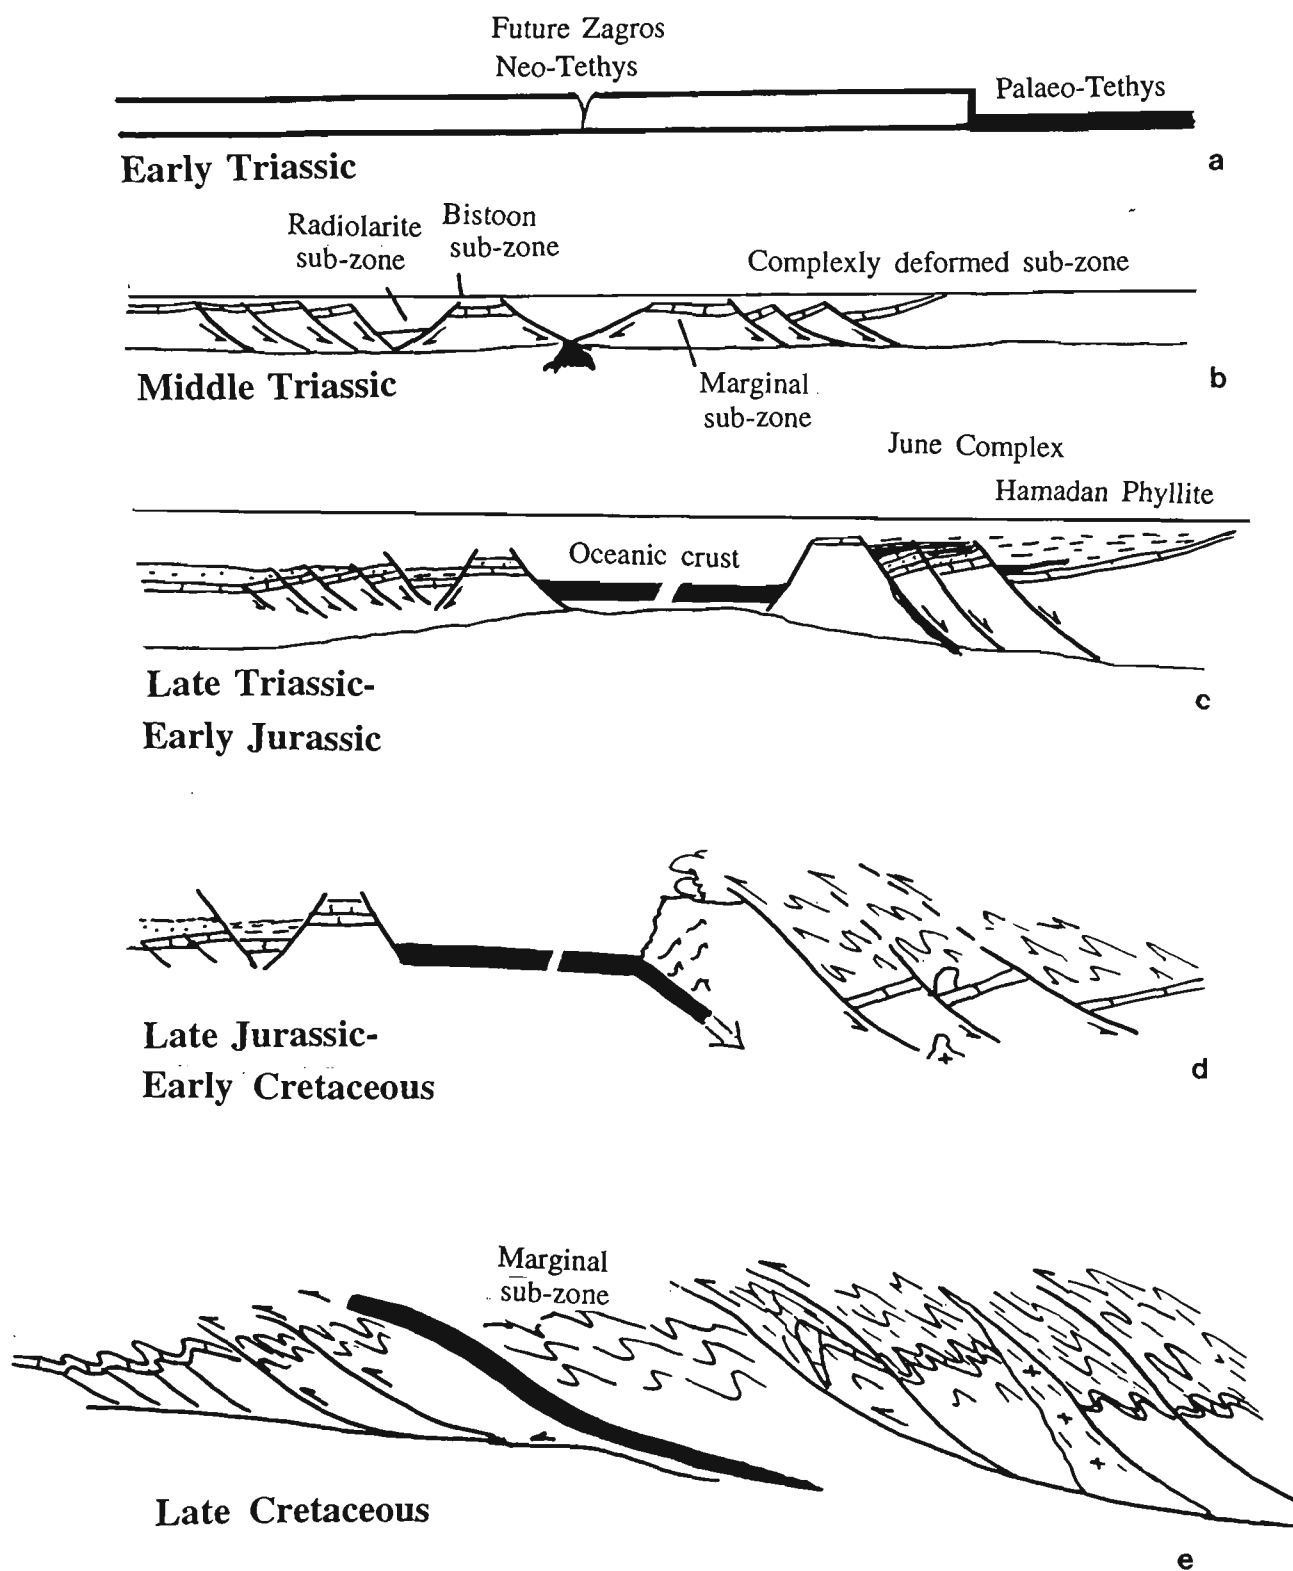 Future Zagros
Neo-Tethys
Palaeo-Tethys
Early Triassic
a
Radiolarite
sub-zone
Bistoon
sub-zone
Complexly deformed sub-zone
Middle Triassic
Marginal
sub-zone
b
June Complex
Hamadan Phyllite
Oceanic crust
Late Triassic-
Early Jurassic
c
Late Jurassic-
Early Cretaceous
d
Marginal
sub-zone
Late Cretaceous
e